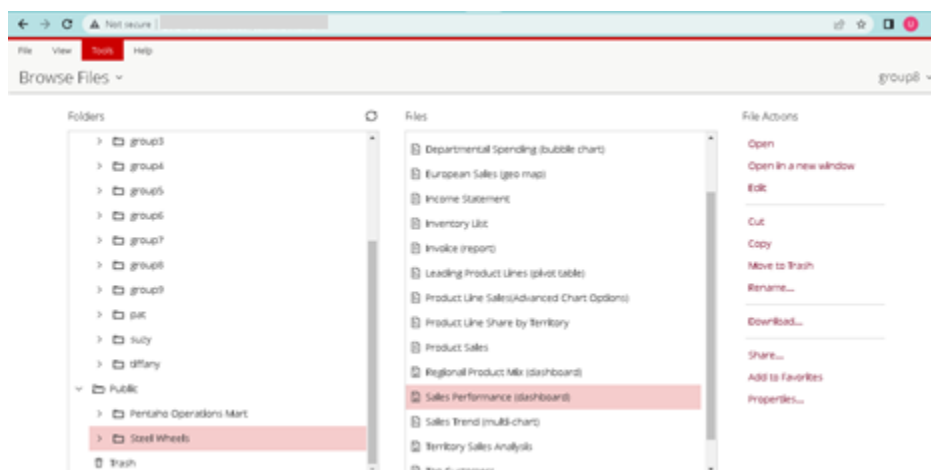 Not secure
File View Tools Help
Browse Files
group8
Folders
group3
group4
group5
group6
group7
group8
group9
pat
suzy
tiffany
Public
Pentaho Operations Mart
Steel Wheels
Trash
Files
Departmental Spending (bubble chart)
European Sales (geo map)
Income Statement
Inventory List
Invoice (report)
Leading Product Lines (pivot table)
Product Line Sales(Advanced Chart Options)
Product Line Share by Territory
Product Sales
Regional Product Mix (dashboard)
Sales Performance (dashboard)
Sales Trend (multi-chart)
Territory Sales Analysis
Top Customers
File Actions
Open
Open in a new window
Edit
Cut
Copy
Move to Trash
Rename...
Download...
Share...
Add to Favorites
Properties...